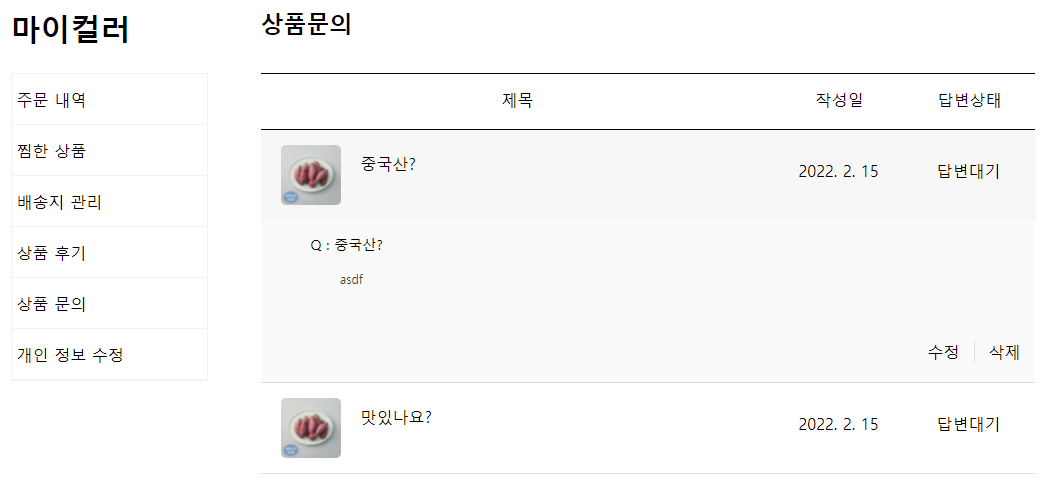 마이컬러
주문 내역
찜한 상품
배송지 관리
상품 후기
상품 문의
개인 정보 수정
상품문의
제목 작성일 답변상태
중국산? 2022. 2. 15 답변대기
Q : 중국산?
asdf
수정 삭제
맛있나요? 2022. 2. 15 답변대기